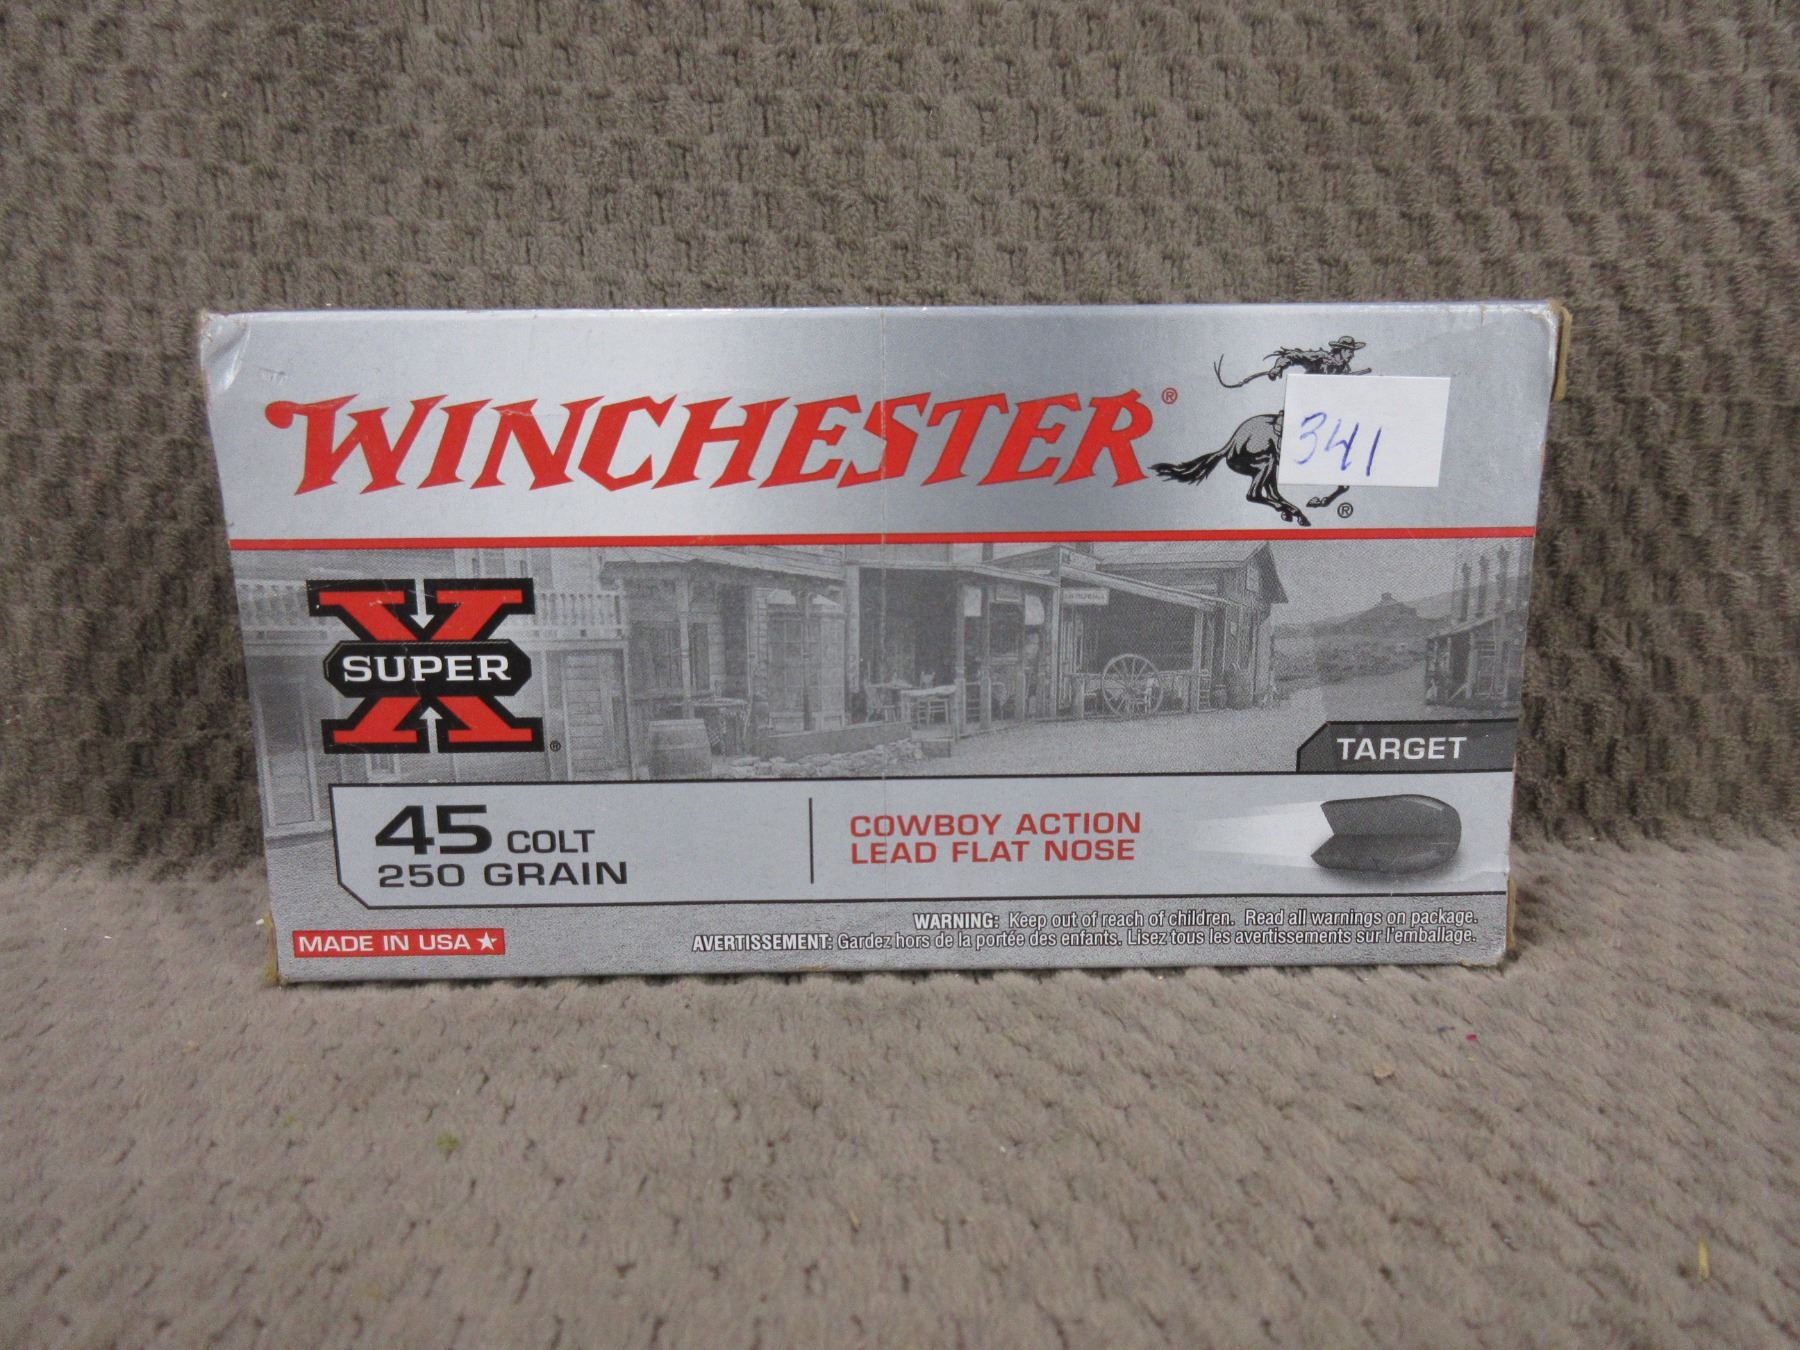 WINCHESTER®
341
®
SUPER X®
TARGET
45 COLT
250 GRAIN
COWBOY ACTION
LEAD FLAT NOSE
MADE IN USA ★
WARNING: Keep out of reach of children. Read all warnings on package.
AVERTISSEMENT: Gardez hors de la portée des enfants. Lisez tous les avertissements sur l'emballage.